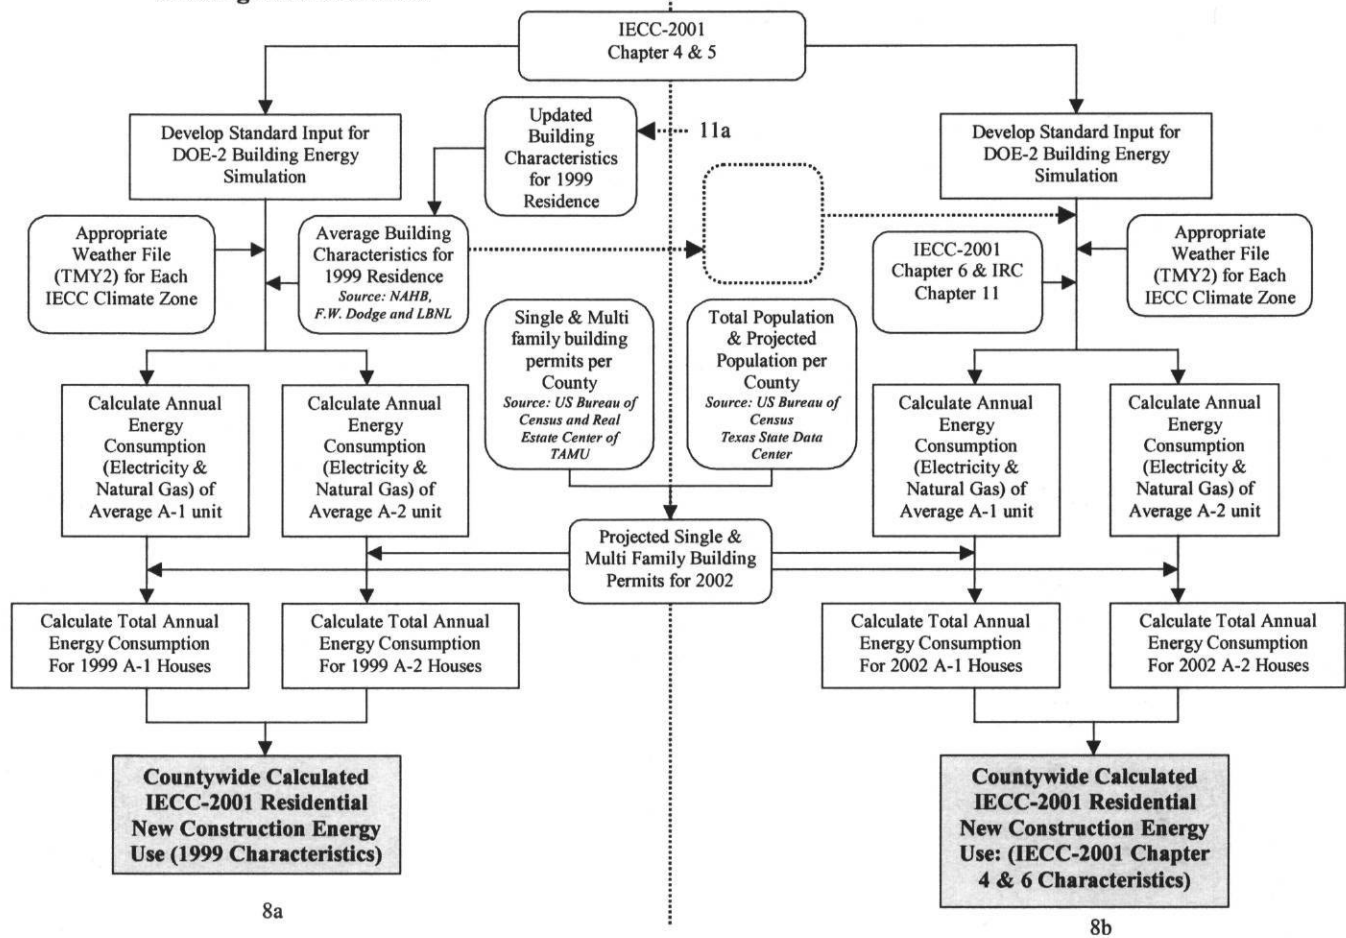 IECC-2001
Chapter 4 & 5
Develop Standard Input for
DOE-2 Building Energy
Simulation
Updated
Building
Characteristics
for 1999
Residence
11a
Develop Standard Input for
DOE-2 Building Energy
Simulation
Appropriate
Weather File
(TMY2) for Each
IECC Climate Zone
Average Building
Characteristics for
1999 Residence
Source: NAHB,
F.W. Dodge and LBNL
IECC-2001
Chapter 6 & IRC
Chapter 11
Appropriate
Weather File
(TMY2) for Each
IECC Climate Zone
Single & Multi
family building
permits per
County
Source: US Bureau of
Census and Real
Estate Center of
TAMU
Total Population
& Projected
Population per
County
Source: US Bureau of
Census
Texas State Data
Center
Calculate Annual
Energy
Consumption
(Electricity &
Natural Gas) of
Average A-1 unit
Calculate Annual
Energy
Consumption
(Electricity &
Natural Gas) of
Average A-2 unit
Calculate Annual
Energy
Consumption
(Electricity &
Natural Gas) of
Average A-1 unit
Calculate Annual
Energy
Consumption
(Electricity &
Natural Gas) of
Average A-2 unit
Projected Single &
Multi Family Building
Permits for 2002
Calculate Total Annual
Energy Consumption
For 1999 A-1 Houses
Calculate Total Annual
Energy Consumption
For 1999 A-2 Houses
Calculate Total Annual
Energy Consumption
For 2002 A-1 Houses
Calculate Total Annual
Energy Consumption
For 2002 A-2 Houses
Countywide Calculated
IECC-2001 Residential
New Construction Energy
Use (1999 Characteristics)
Countywide Calculated
IECC-2001 Residential
New Construction Energy
Use: (IECC-2001 Chapter
4 & 6 Characteristics)
8a
8b